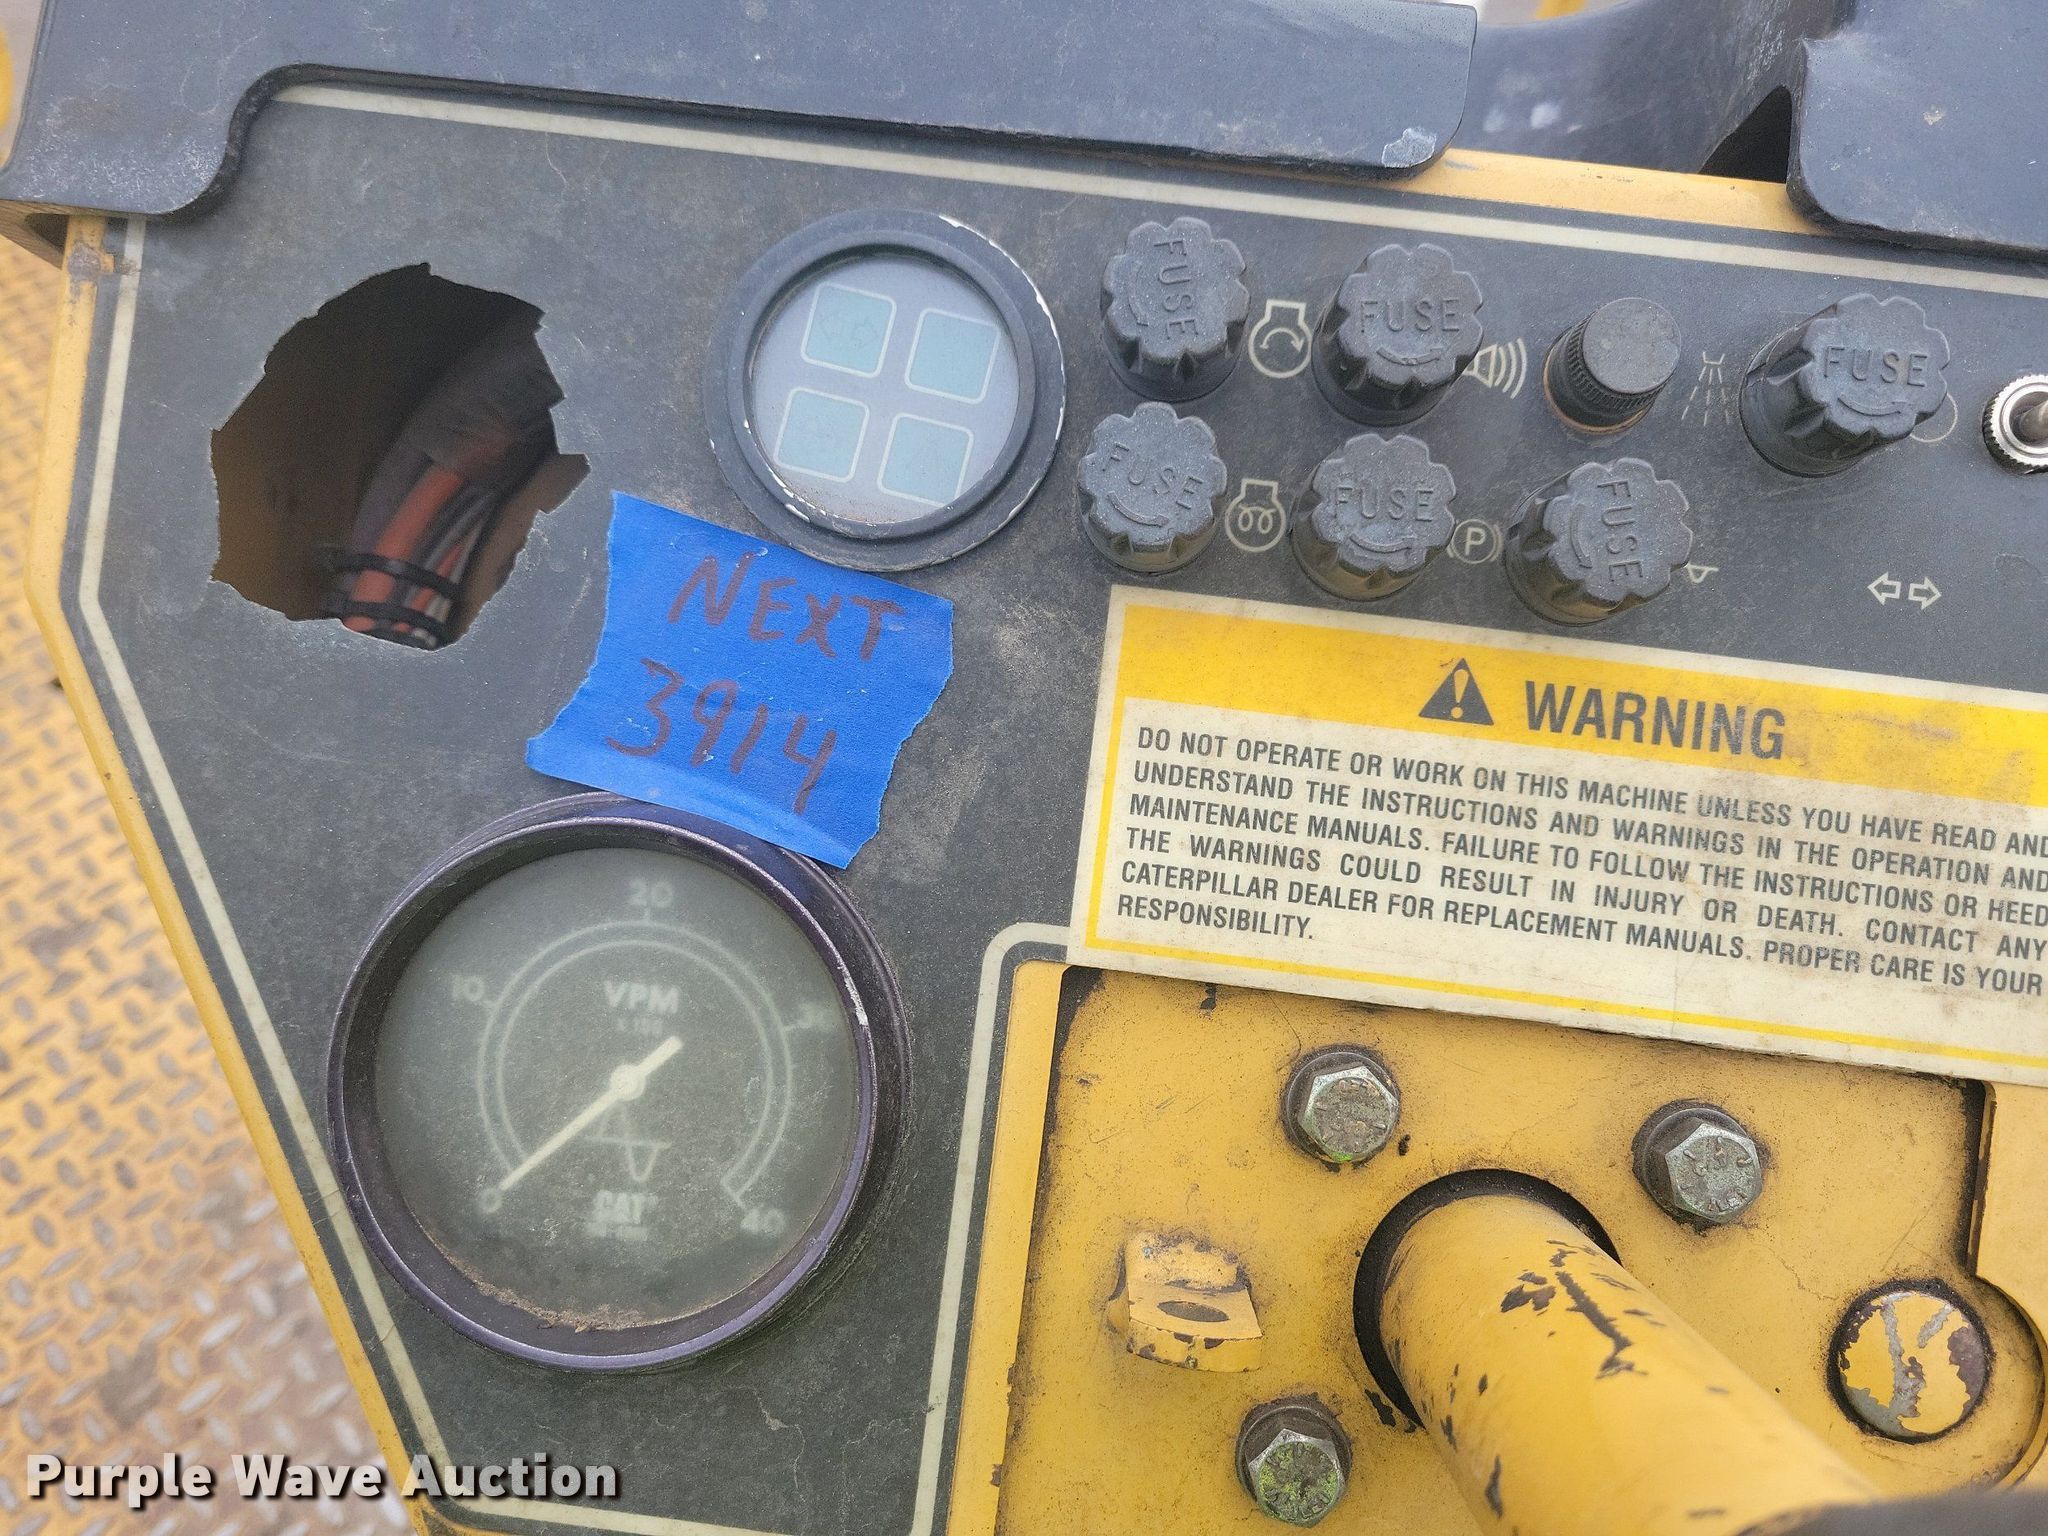 FUSE
FUSE
FUSE
FUSE
FUSE
FUSE
P
NEXT
3914
WARNING
DO NOT OPERATE OR WORK ON THIS MACHINE UNLESS YOU HAVE READ AND
UNDERSTAND THE INSTRUCTIONS AND WARNINGS IN THE OPERATION AND
MAINTENANCE MANUALS. FAILURE TO FOLLOW THE INSTRUCTIONS OR HEED
THE WARNINGS COULD RESULT IN INJURY OR DEATH. CONTACT ANY
CATERPILLAR DEALER FOR REPLACEMENT MANUALS. PROPER CARE IS YOUR
RESPONSIBILITY.
20
10
VPM
0
CAT
40
Purple Wave Auction